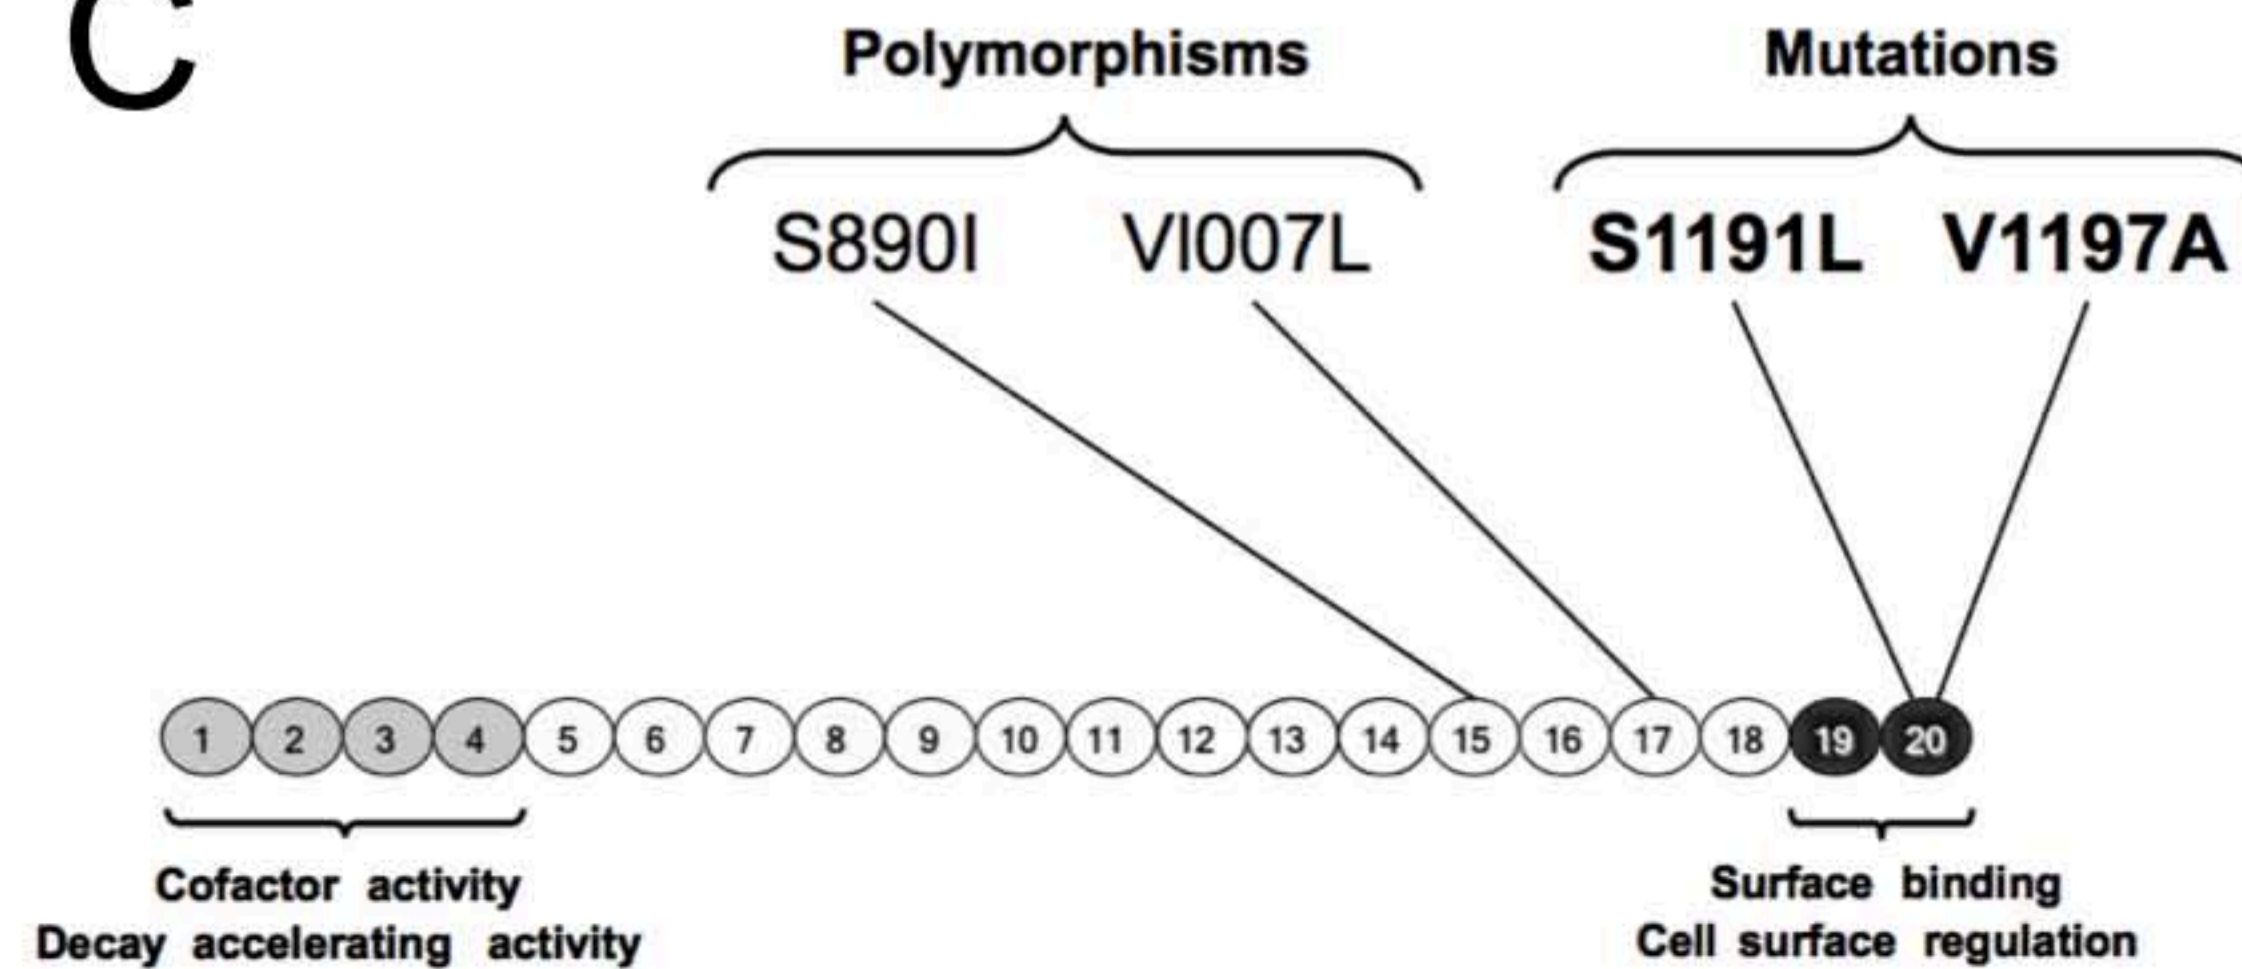 C
Polymorphisms Mutations
S890I VI007L S1191L V1197A
1 2 3 4 5 6 7 8 9 10 11 12 13 14 15 16 17 18 19 20
Cofactor activity Surface binding
Decay accelerating activity Cell surface regulation